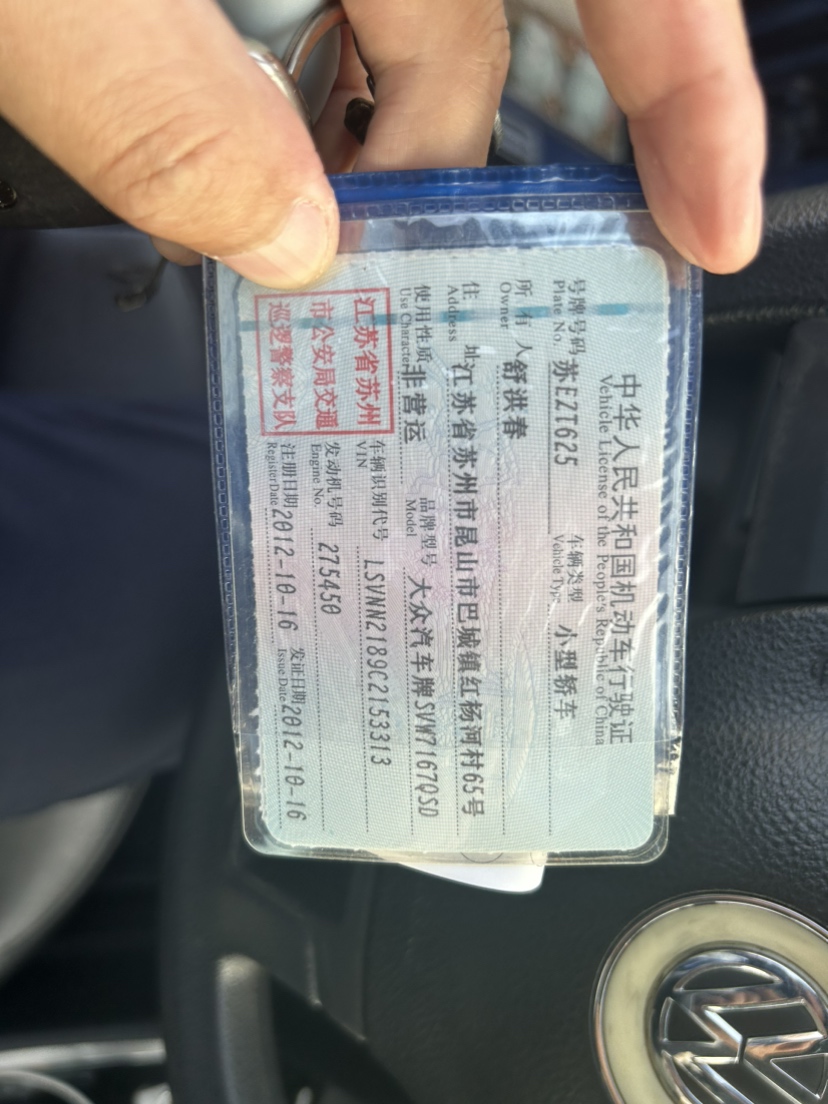 中华人民共和国机动车行驶证
Vehicle License of the People's Republic of China
号牌号码 苏E2T625 车辆类型 小型轿车
Plate No. Vehicle Type
所有人 舒洪春
Owner
住址 江苏省苏州市昆山市巴城镇红杨河村65号
Address
使用性质 非营运 品牌型号 大众汽车牌SVW7167QSD
Use Character Model
江苏省苏州
市公安局交通
巡逻警察支队
车辆识别代号 LSVNN2189C2153313
VIN
发动机号码 275450
Engine No.
注册日期 2012-10-16 发证日期 2012-10-16
Register Date Issue Date